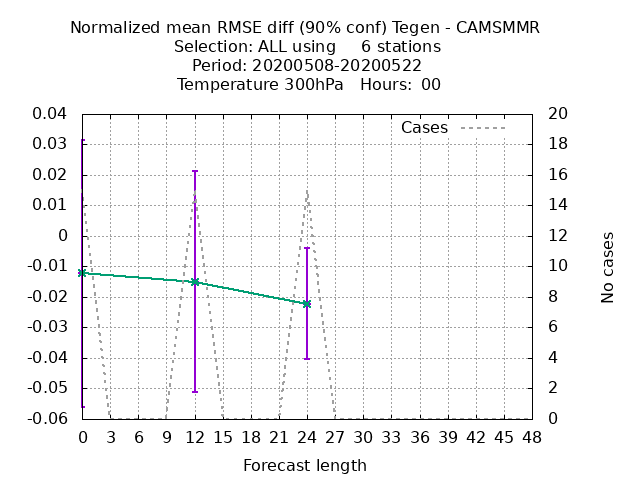 Normalized mean RMSE diff (90% conf) Tegen - CAMSMMR
Selection: ALL using 6 stations
Period: 20200508-20200522
Temperature 300hPa Hours: 00
Cases
0.04
0.03
0.02
0.01
0
-0.01
-0.02
-0.03
-0.04
-0.05
-0.06
20
18
16
14
12
10
8
6
4
2
0
No cases
0 3 6 9 12 15 18 21 24 27 30 33 36 39 42 45 48
Forecast length